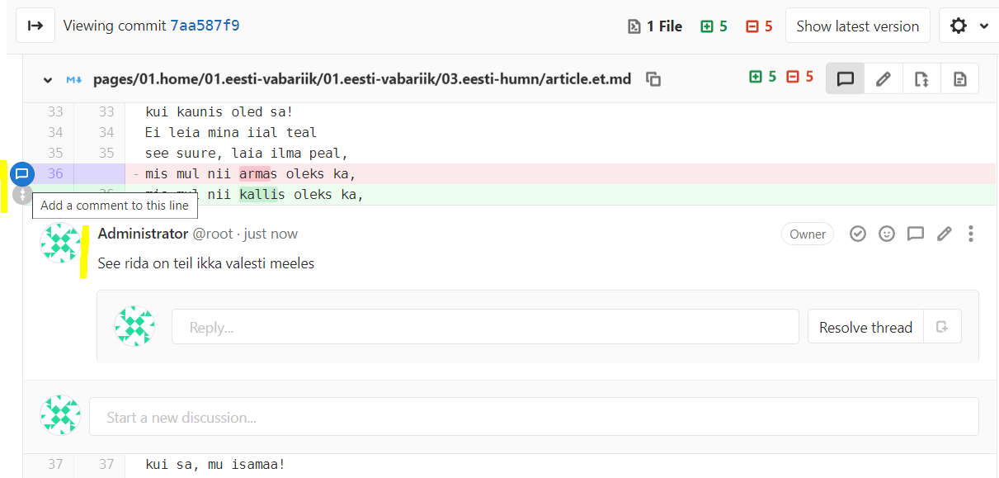 Viewing commit 7aa587f9
1 File 5 5 Show latest version
pages/01.home/01.eesti-vabariik/01.eesti-vabariik/03.eesti-humn/article.et.md 5 5
33 33 kui kaunis oled sa!
34 34 Ei leia mina iial teal
35 35 see suure, laia ilma peal,
36 - mis mul nii armas oleks ka,
36 mis mul nii kallis oleks ka,
Add a comment to this line
Administrator @root · just now Owner
See rida on teil ikka valesti meeles
Reply... Resolve thread
Start a new discussion...
37 37 kui sa, mu isamaa!